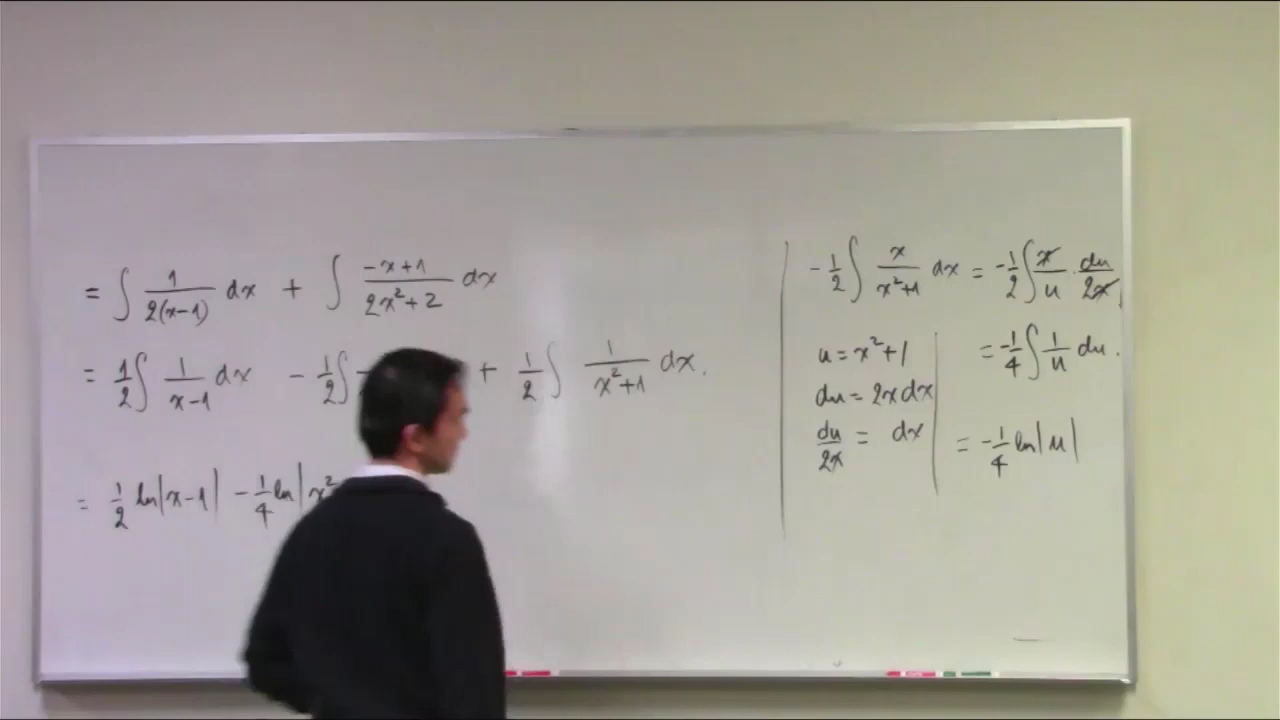 = ∫ 1/(2(x-1)) dx + ∫ (-x+1)/(2x²+2) dx
= 1/2 ∫ 1/(x-1) dx - 1/2 ∫ + 1/2 ∫ 1/(x²+1) dx.
= 1/2 ln|x-1| - 1/4 ln|x²
-1/2 ∫ x/(x²+1) dx = -1/2 ∫ x/u · du/2x
u = x²+1
du = 2x dx
du/2x = dx
= -1/4 ∫ 1/u du.
= -1/4 ln|u|